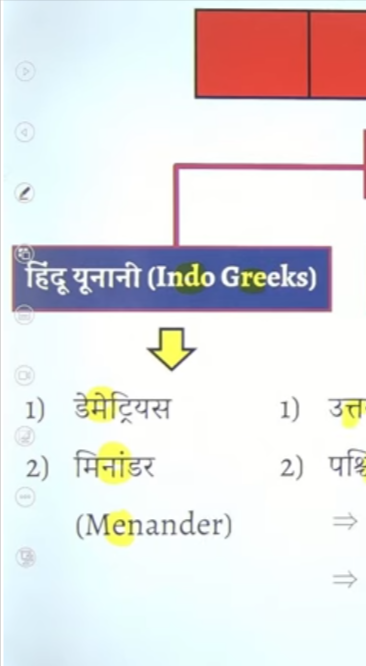 हिंदू यूनानी (Indo Greeks)
1) डेमेट्रियस
2) मिनांडर
(Menander)
1)
2)
⇒
⇒